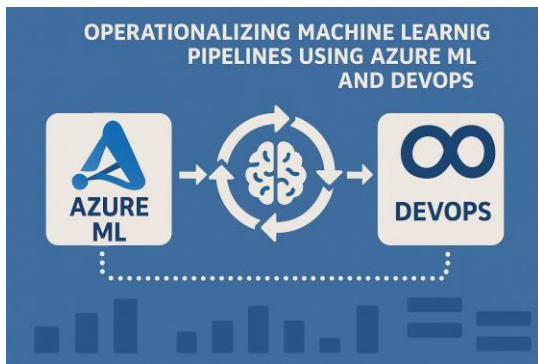 OPERATIONALIZING MACHINE LEARNIG
PIPELINES USING AZURE ML
AND DEVOPS
AZURE
ML
DEVOPS